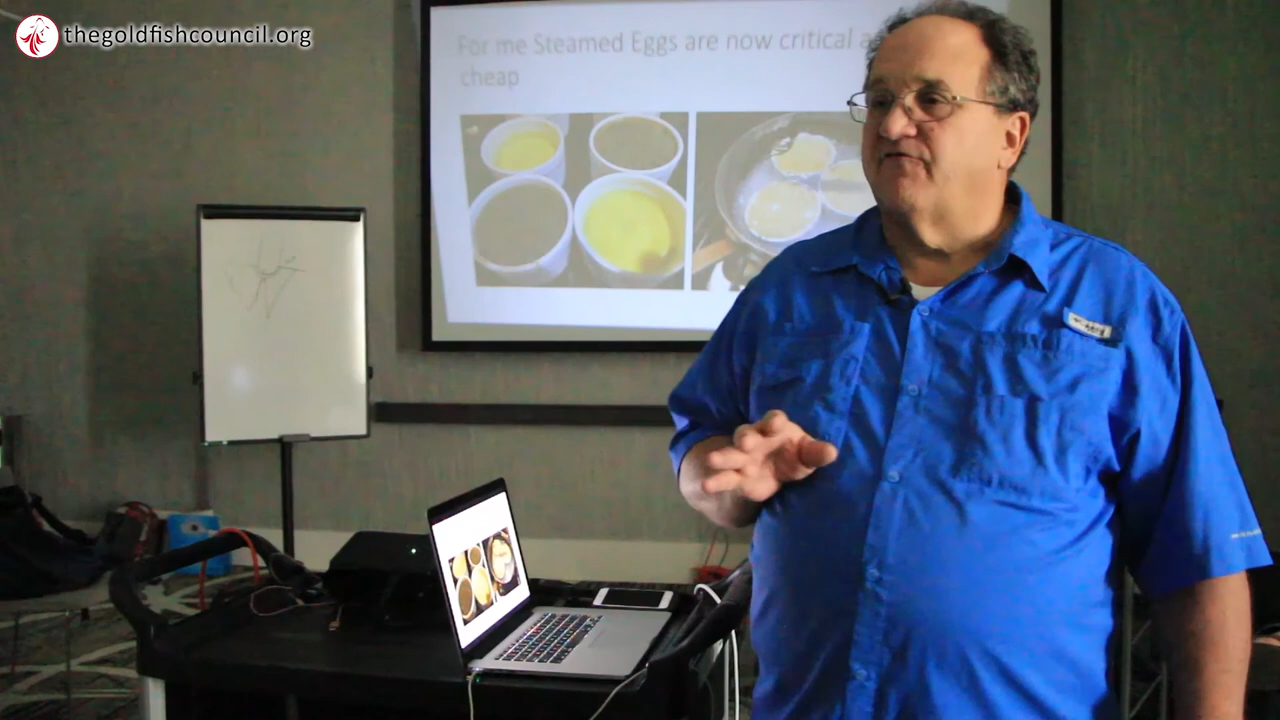 thegoldfishcouncil.org
For me Steamed Eggs are now critical a
cheap